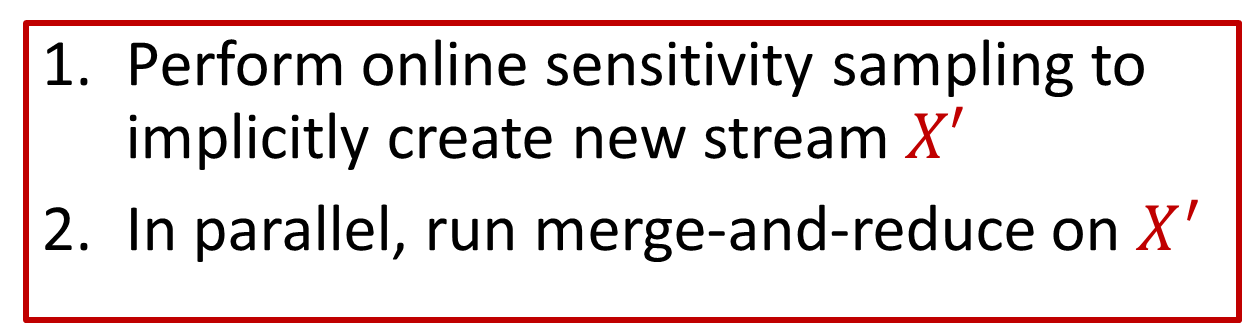 1. Perform online sensitivity sampling to
implicitly create new stream X′
2. In parallel, run merge-and-reduce on X′